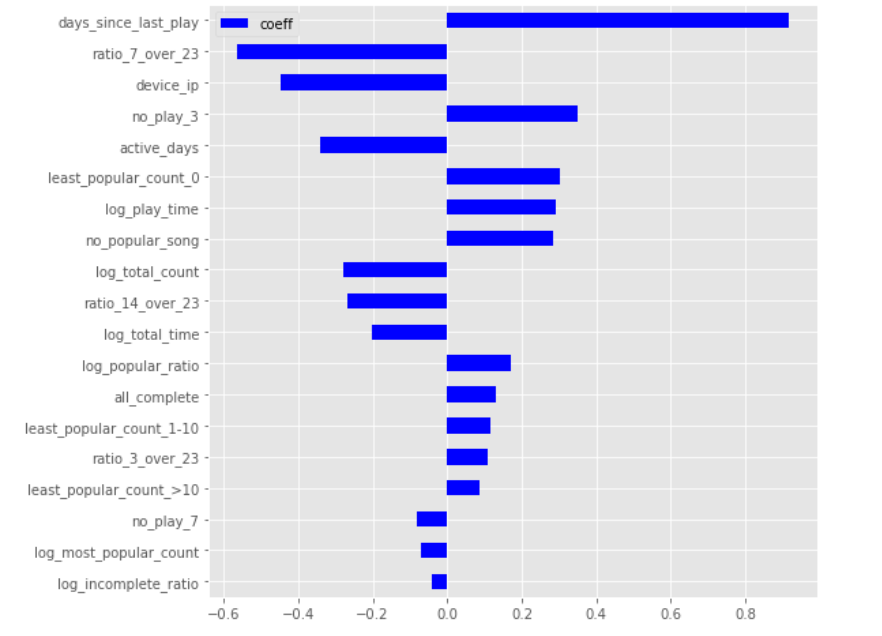 coeff
days_since_last_play
ratio_7_over_23
device_ip
no_play_3
active_days
least_popular_count_0
log_play_time
no_popular_song
log_total_count
ratio_14_over_23
log_total_time
log_popular_ratio
all_complete
least_popular_count_1-10
ratio_3_over_23
least_popular_count_>10
no_play_7
log_most_popular_count
log_incomplete_ratio
−0.6 −0.4 −0.2 0.0 0.2 0.4 0.6 0.8